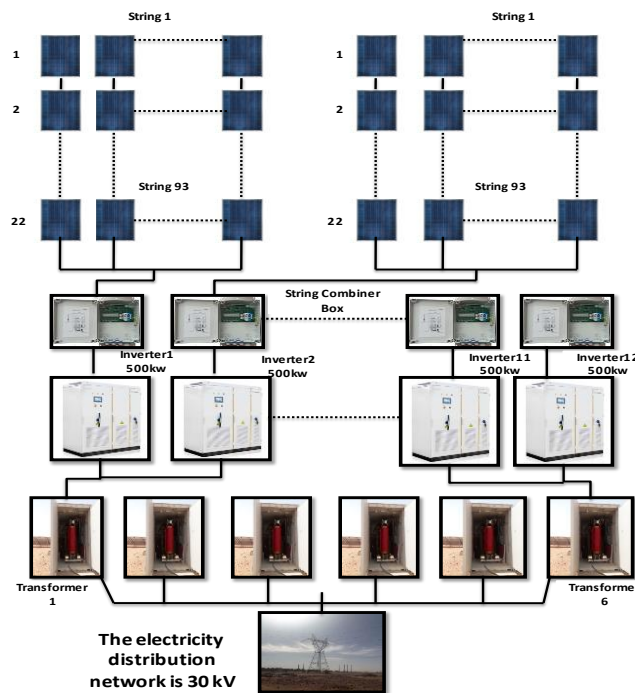 String 1
String 1
1
1
2
2
String 93
String 93
22
22
String Combiner
Box
Inverter1
500kw
Inverter2
500kw
Inverter11
500kw
Inverter12
500kw
Transformer
1
Transforme
6
The electricity
distribution
network is 30 kV